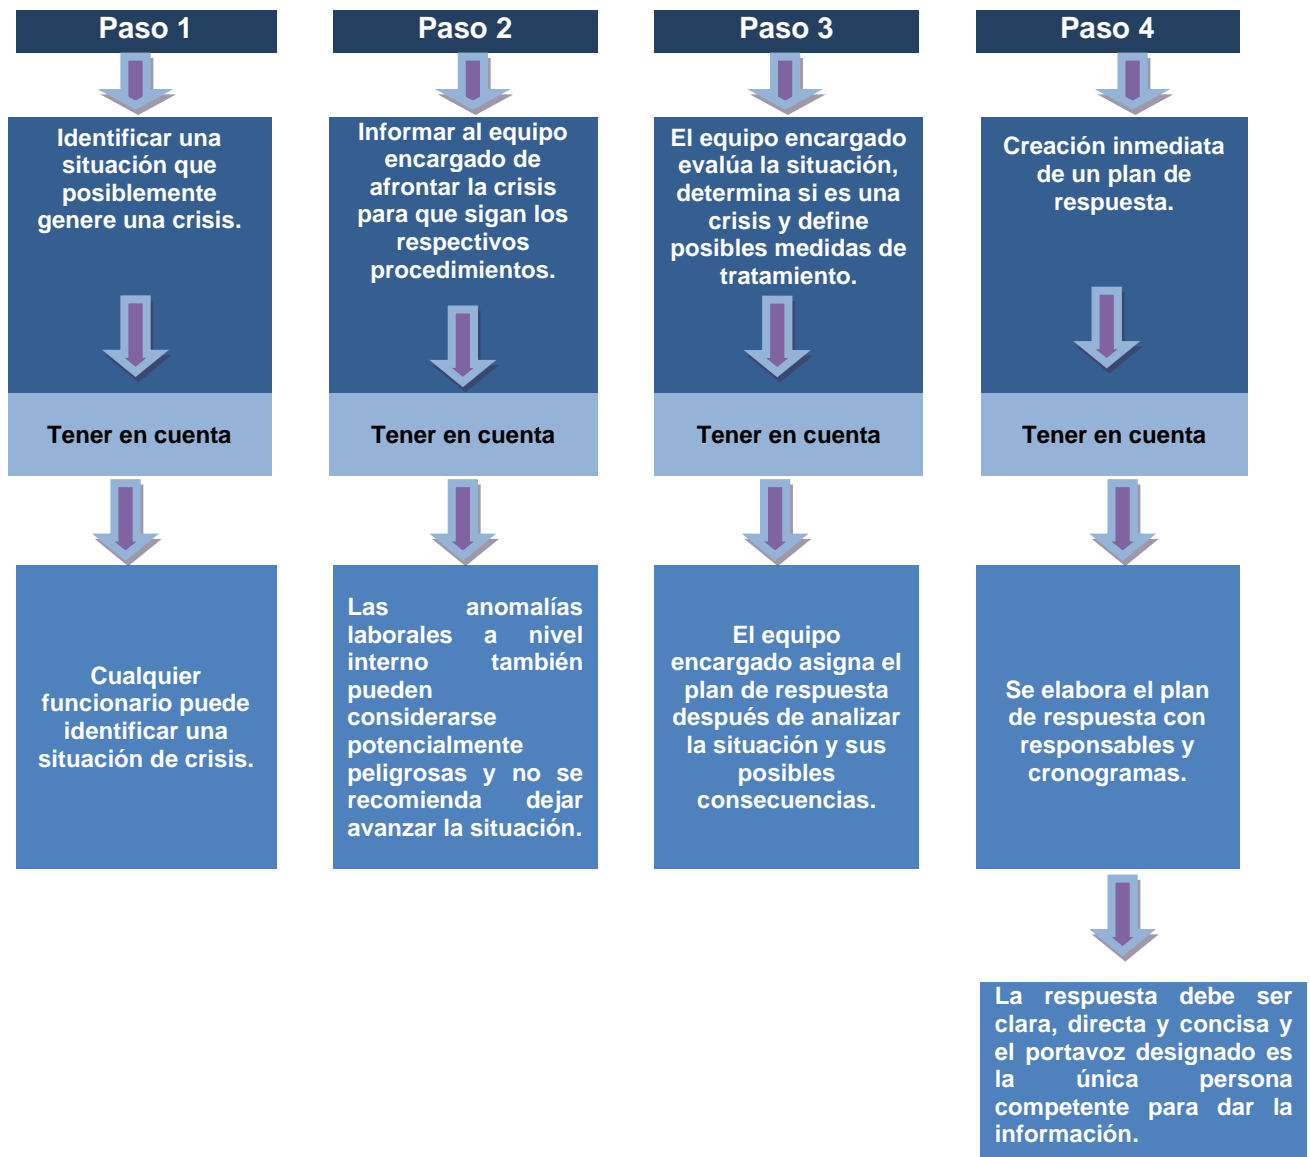 Paso 1
Identificar una
situación que
posiblemente
genere una crisis.
Tener en cuenta
Cualquier
funcionario puede
identificar una
situación de crisis.
Paso 2
Informar al equipo
encargado de
afrontar la crisis
para que sigan los
respectivos
procedimientos.
Tener en cuenta
Las anomalías
laborales a nivel
interno también
pueden
considerarse
potencialmente
peligrosas y no se
recomienda dejar
avanzar la situación.
Paso 3
El equipo encargado
evalúa la situación,
determina si es una
crisis y define
posibles medidas de
tratamiento.
Tener en cuenta
El equipo
encargado asigna el
plan de respuesta
después de analizar
la situación y sus
posibles
consecuencias.
Paso 4
Creación inmediata
de un plan de
respuesta.
Tener en cuenta
Se elabora el plan
de respuesta con
responsables y
cronogramas.
La respuesta debe ser
clara, directa y concisa y
el portavoz designado es
la única persona
competente para dar la
información.